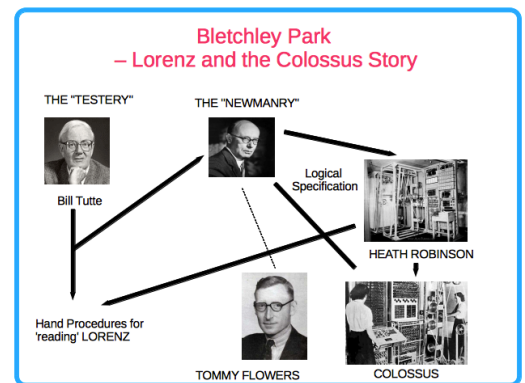 Bletchley Park
– Lorenz and the Colossus Story
THE "TESTERY"
THE "NEWMANRY"
Bill Tutte
Logical
Specification
HEATH ROBINSON
Hand Procedures for
'reading' LORENZ
TOMMY FLOWERS
COLOSSUS